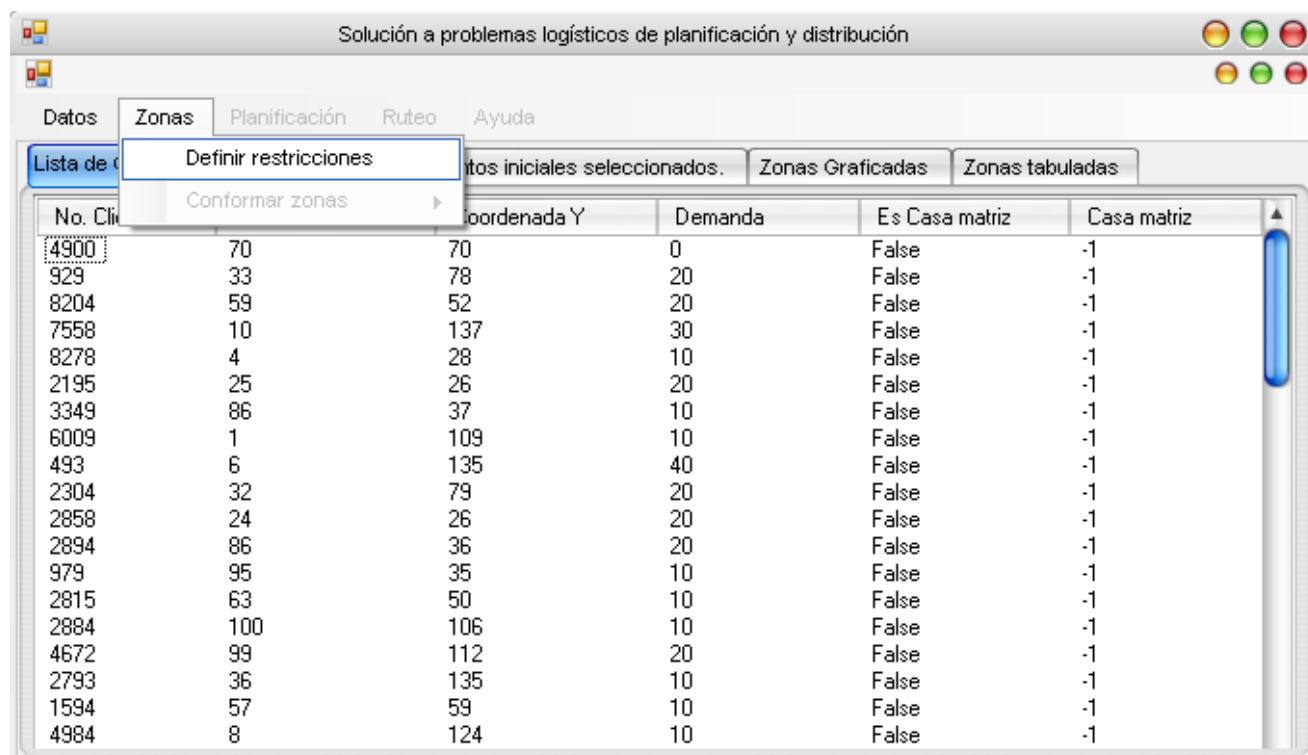 Solución a problemas logísticos de planificación y distribución
Datos Zonas Planificación Ruteo Ayuda
Definir restricciones
Conformar zonas
Lista de seleccionados. Zonas Graficadas Zonas tabuladas
iniciales
No. Y Demanda Es Casa matriz Casa matriz
4900 70 70 0 False -1
929 33 78 20 False -1
8204 59 52 20 False -1
7558 10 137 30 False -1
8278 4 28 10 False -1
2195 25 26 20 False -1
3349 86 37 10 False -1
6009 1 109 10 False -1
493 6 135 40 False -1
2304 32 79 20 False -1
2858 24 26 20 False -1
2894 86 36 20 False -1
979 95 35 10 False -1
2815 63 50 10 False -1
2884 100 106 10 False -1
4672 99 112 20 False -1
2793 36 135 10 False -1
1594 57 59 10 False -1
4984 8 124 10 False -1